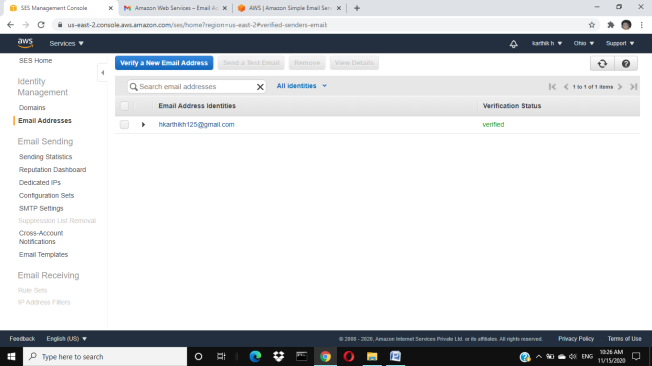 SES Management Console
Amazon Web Services – Email Ac
AWS | Amazon Simple Email Serv
us-east-2.console.aws.amazon.com/ses/home?region=us-east-2#verified-senders-email:
aws
Services
karthik h
Ohio
Support
SES Home
Identity
Management
Domains
Email Addresses
Email Sending
Sending Statistics
Reputation Dashboard
Dedicated IPs
Configuration Sets
SMTP Settings
Suppression List Removal
Cross-Account
Notifications
Email Templates
Email Receiving
Rule Sets
IP Address Filters
Verify a New Email Address
Send a Test Email
Remove
View Details
Search email addresses
All identities
1 to 1 of 1 items
Email Address Identities
Verification Status
hkarthikh125@gmail.com
verified
Feedback
English (US)
© 2008 - 2020, Amazon Internet Services Private Ltd. or its affiliates. All rights reserved.
Privacy Policy
Terms of Use
Type here to search
ENG
10:26 AM
11/15/2020